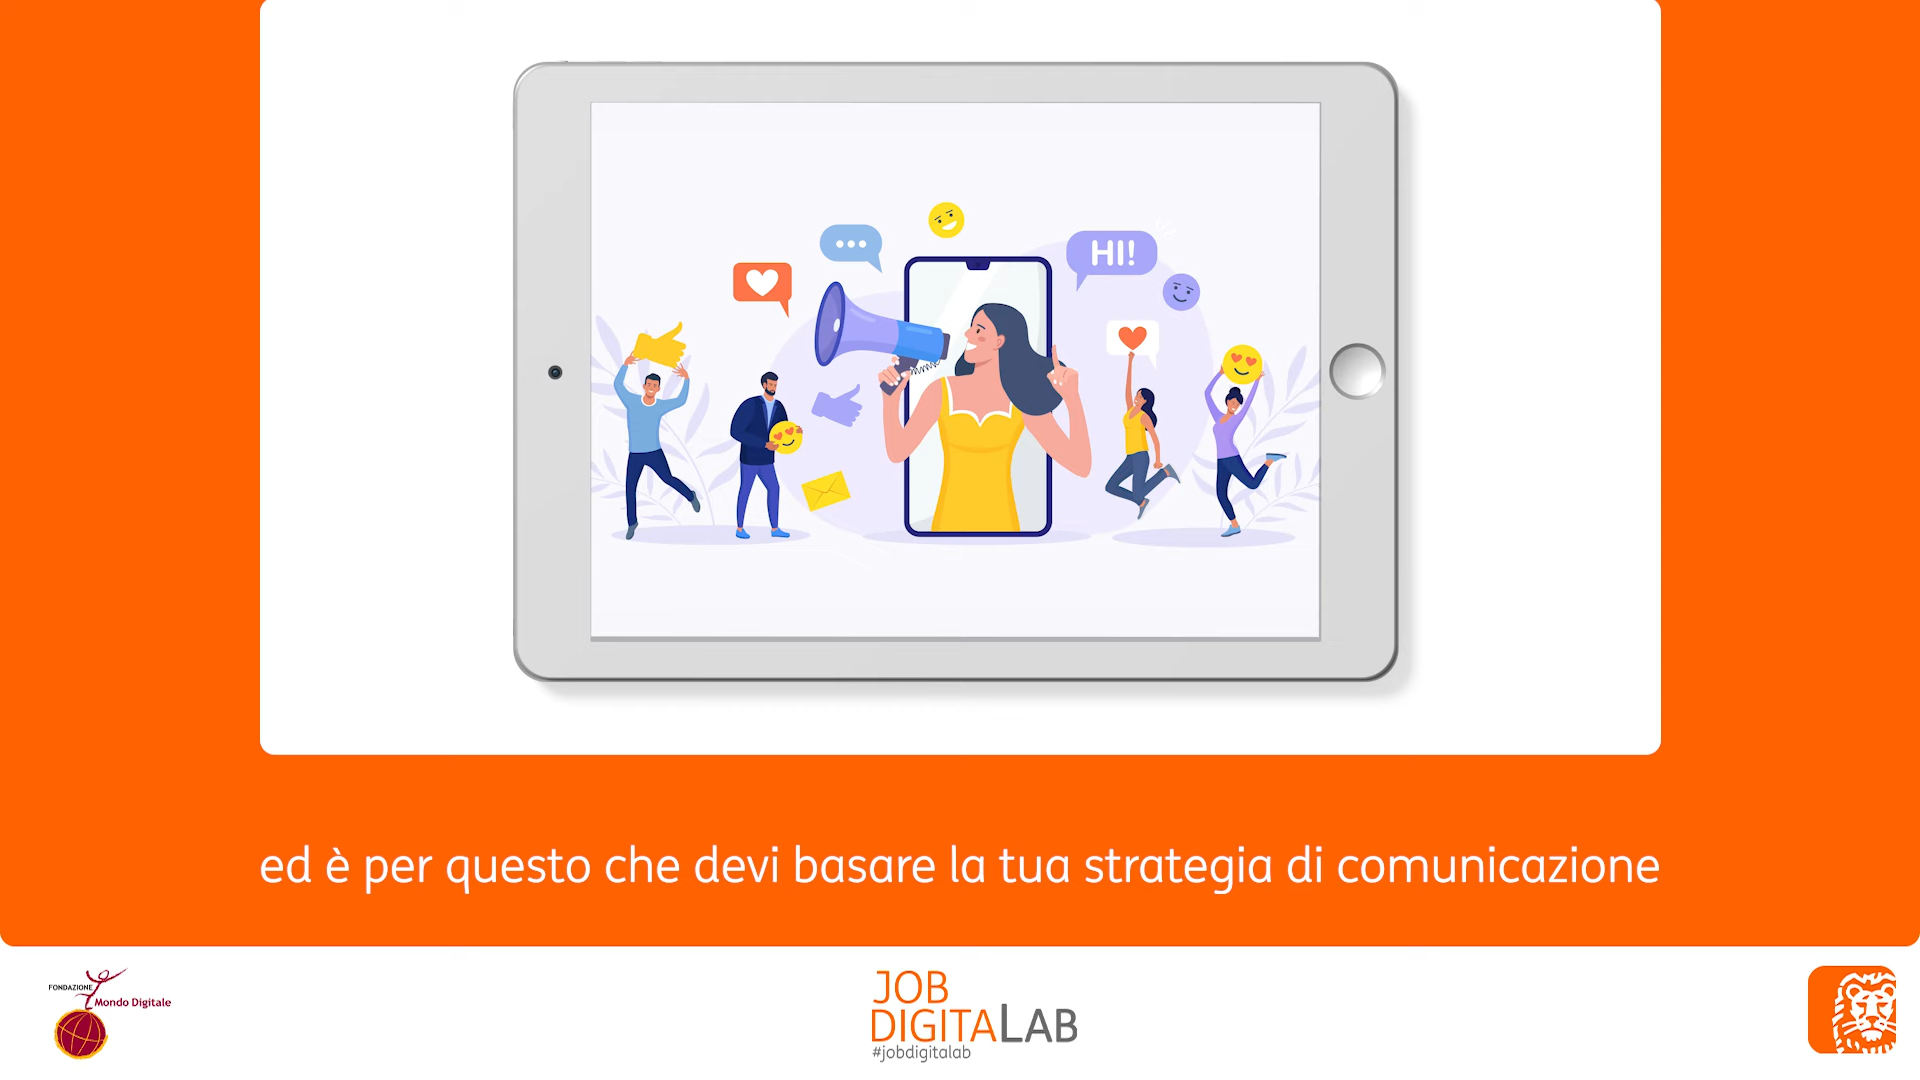 HI!
ed è per questo che devi basare la tua strategia di comunicazione
FONDAZIONE
Mondo Digitale
JOB
DIGITALAB
#jobdigitalab